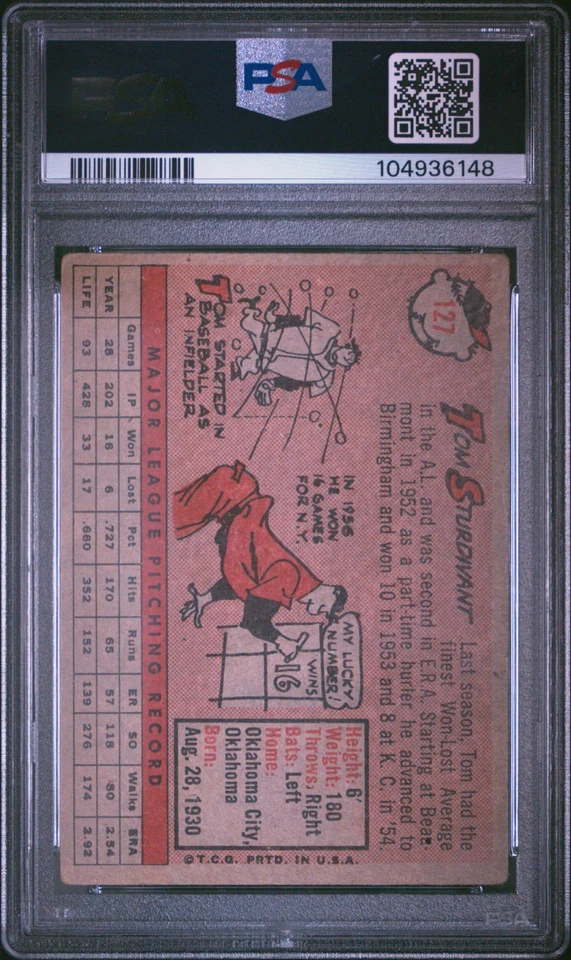 PSA
PSA
104936148
127
TOM STURDIVANT Last season, Tom had the
finest Won-Lost Average
in the A.L. and was second in E.R.A. Starting at Beau-
mont in 1952 as a part-time hurler he advanced to
Birmingham and won 10 in 1953 and 8 at K. C. in '54.
TOM STARTED IN
BASEBALL AS
AN INFIELDER
IN 1956
HE WON
16 GAMES
FOR N.Y.
MY LUCKY
NUMBER!
WINS
16
Height: 6'
Weight: 180
Throws: Right
Bats: Left
Home:
Oklahoma City,
Oklahoma
Born:
Aug. 28, 1930
MAJOR LEAGUE PITCHING RECORD
Games IP Won Lost Pct Hits Runs ER SO Walks ERA
YEAR 28 202 16 6 .727 170 65 57 118 80 2.54
LIFE 93 428 33 17 .660 352 152 139 276 174 2.92
©T.C.G. PRTD. IN U.S.A.
PSA